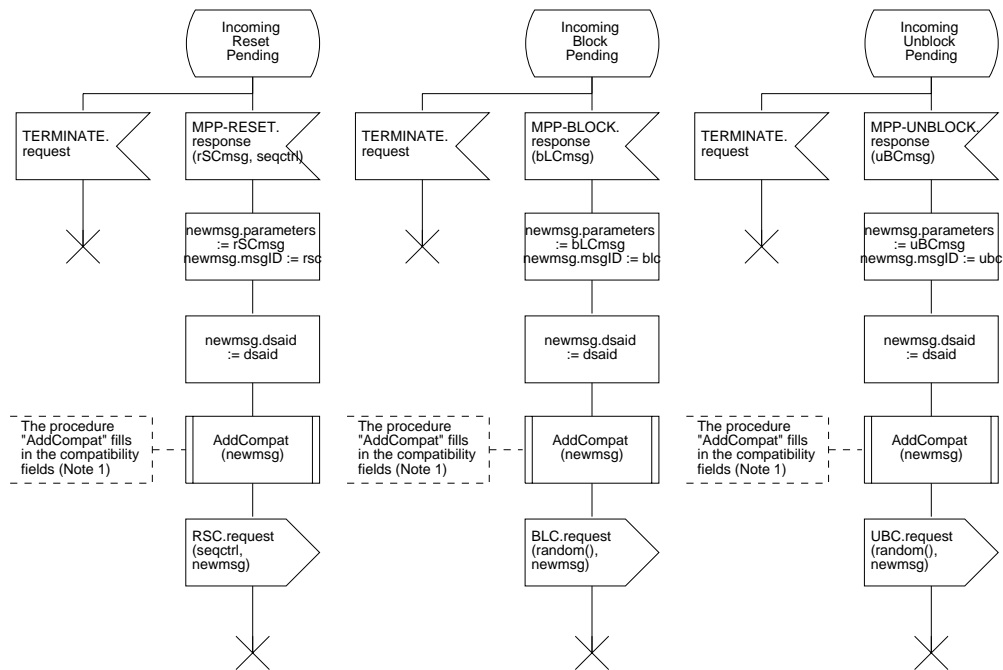 Incoming
Reset
Pending
TERMINATE.
request
MPP-RESET.
response
(rSCmsg, seqctrl)
newmsg.parameters
:= rSCmsg
newmsg.msgID := rsc
newmsg.dsaid
:= dsaid
The procedure
"AddCompat" fills
in the compatibility
fields (Note 1)
AddCompat
(newmsg)
RSC.request
(seqctrl,
newmsg)
Incoming
Block
Pending
TERMINATE.
request
MPP-BLOCK.
response
(bLCmsg)
newmsg.parameters
:= bLCmsg
newmsg.msgID := blc
newmsg.dsaid
:= dsaid
The procedure
"AddCompat" fills
in the compatibility
fields (Note 1)
AddCompat
(newmsg)
BLC.request
(random(),
newmsg)
Incoming
Unblock
Pending
TERMINATE.
request
MPP-UNBLOCK.
response
(uBCmsg)
newmsg.parameters
:= uBCmsg
newmsg.msgID := ubc
newmsg.dsaid
:= dsaid
The procedure
"AddCompat" fills
in the compatibility
fields (Note 1)
AddCompat
(newmsg)
UBC.request
(random(),
newmsg)